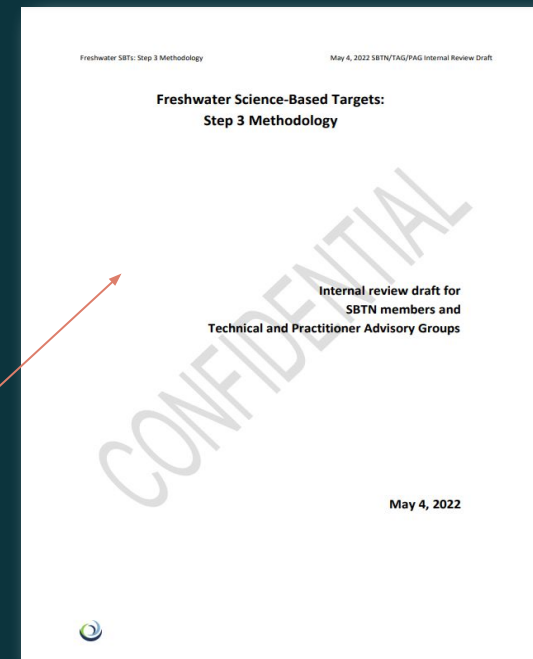 Freshwater SBTs: Step 3 Methodology
May 4, 2022 SBTN/TAG/PAG Internal Review Draft
Freshwater Science-Based Targets:
Step 3 Methodology
CONFIDENTIAL
Internal review draft for
SBTN members and
Technical and Practitioner Advisory Groups
May 4, 2022